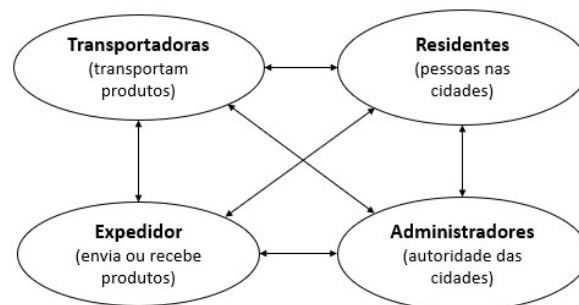 Transportadoras
(transportam
produtos)
Residentes
(pessoas nas
cidades)
Expedidor
(envia ou recebe
produtos)
Administradores
(autoridade das
cidades)